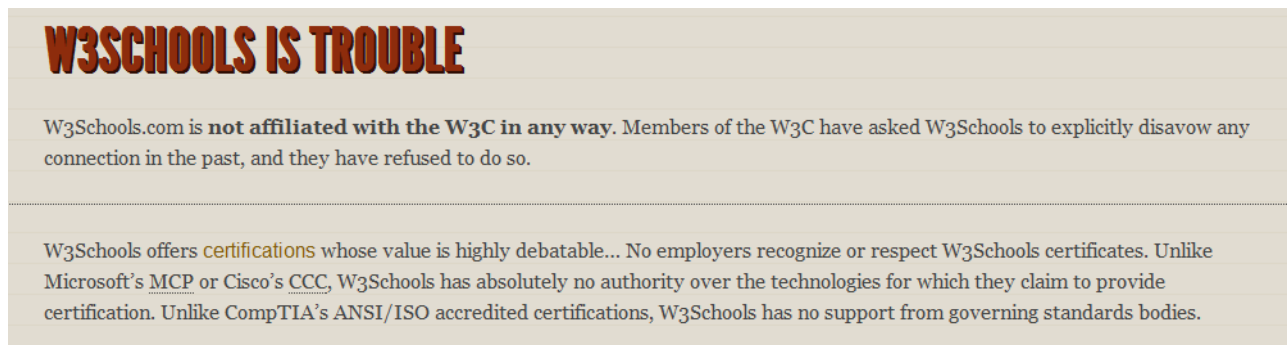 W3SCHOOLS IS TROUBLE
W3Schools.com is not affiliated with the W3C in any way. Members of the W3C have asked W3Schools to explicitly disavow any
connection in the past, and they have refused to do so.
W3Schools offers certifications whose value is highly debatable... No employers recognize or respect W3Schools certificates. Unlike
Microsoft’s MCP or Cisco’s CCC, W3Schools has absolutely no authority over the technologies for which they claim to provide
certification. Unlike CompTIA’s ANSI/ISO accredited certifications, W3Schools has no support from governing standards bodies.